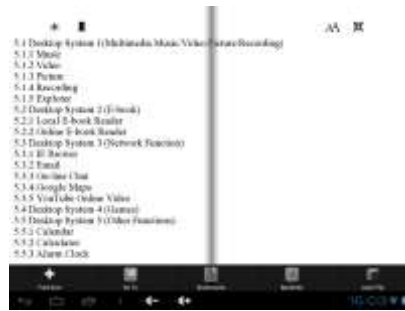 5.1 Desktop System 1 (Multimedia:Music/Video/Picture/Recording)
5.1.1 Music
5.1.2 Video
5.1.3 Picture
5.1.4 Recording
5.1.5 Explorer
5.2 Desktop System 2 (E-book)
5.2.1 Local E-book Reader
5.2.2 Online E-book Reader
5.3 Desktop System 3 (Network Function)
5.3.1 IE Browser
5.3.2 Email
5.3.3 On-line Chat
5.3.4 Google Maps
5.3.5 YouTube Online Video
5.4 Desktop System 4 (Games)
5.5 Desktop System 5 (Other Functions)
5.5.1 Calendar
5.5.2 Calculator
5.5.3 Alarm Clock
Go To
Bookmarks
16:03